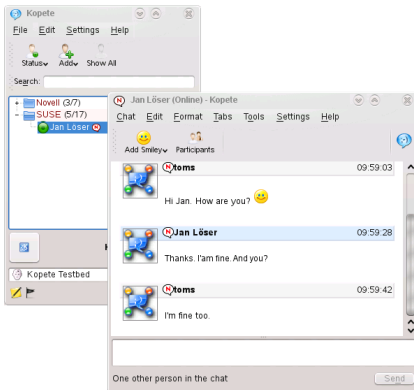 Kopete
File Edit Settings Help
Status Add Show All
Search:
Novell (3/7)
SUSE (5/17)
Jan Löser
Kopete Testbed
Jan Löser (Online) - Kopete
Chat Edit Format Tabs Tools Settings Help
Add Smiley Participants
toms 09:59:03
Hi Jan. How are you?
Jan Löser 09:59:28
Thanks. I'am fine. And you?
toms 09:59:42
I'm fine too.
One other person in the chat
Send